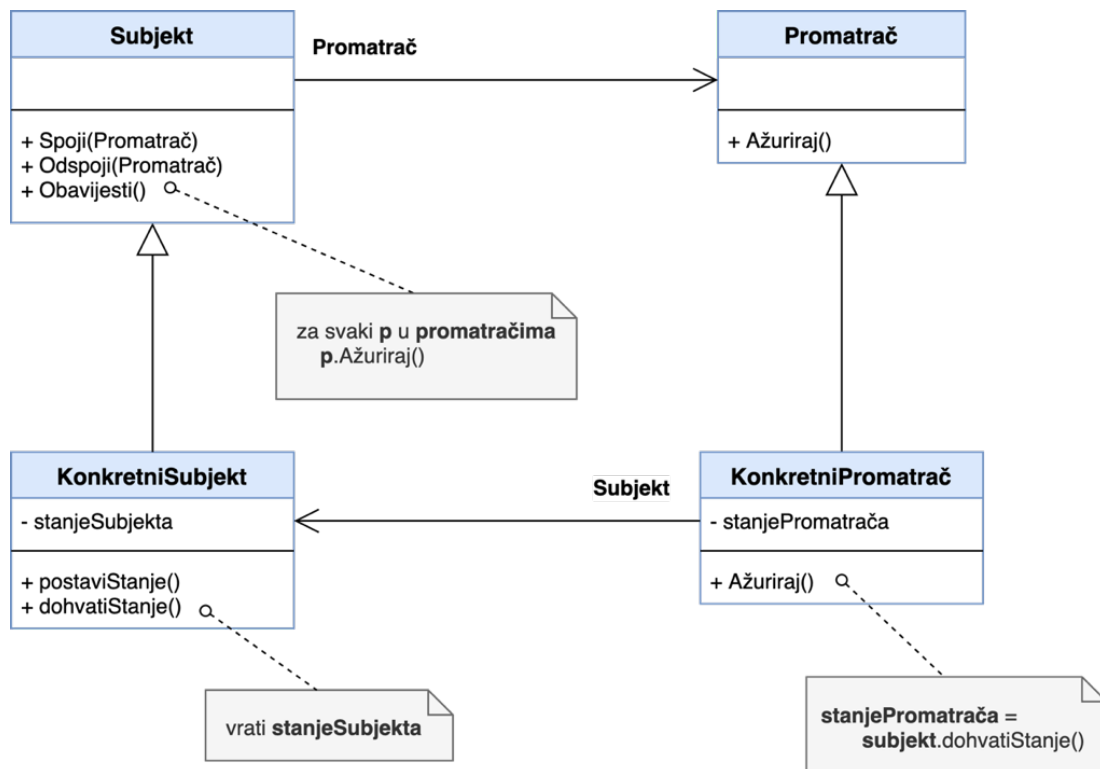 Subjekt
+ Spoji(Promatrač)
+ Odspoji(Promatrač)
+ Obavijesti()
Promatrač
Promatrač
+ Ažuriraj()
za svaki p u promatračima
p.Ažuriraj()
KonkretniSubjekt
- stanjeSubjekta
+ postaviStanje()
+ dohvatiStanje()
Subjekt
KonkretniPromatrač
- stanjePromatrača
+ Ažuriraj()
vrati stanjeSubjekta
stanjePromatrača =
subjekt.dohvatiStanje()